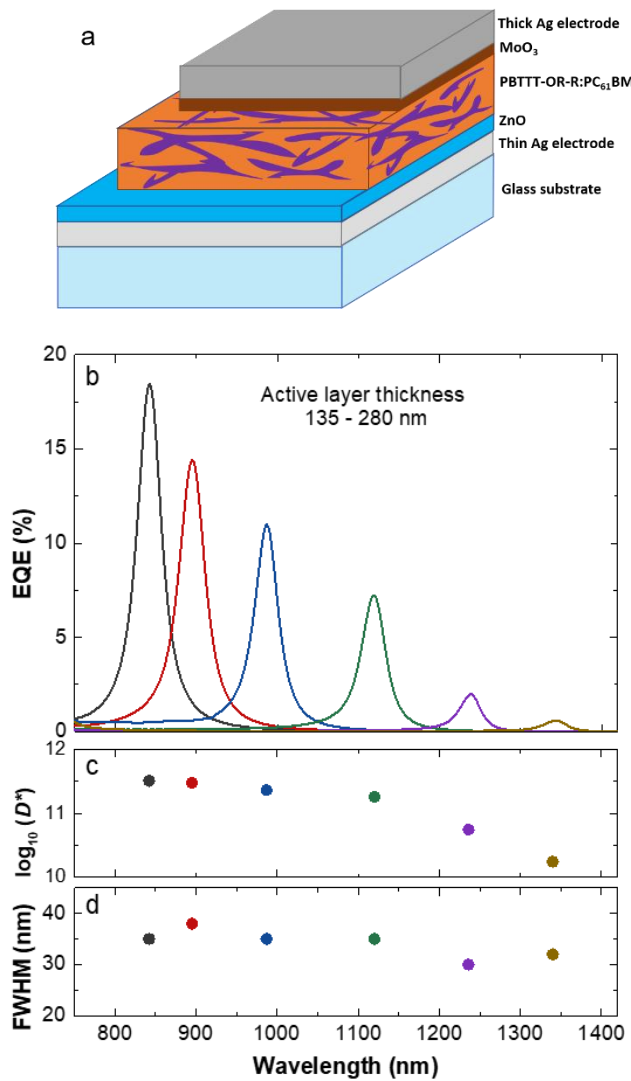 a
Thick Ag electrode
MoO₃
PBTTT-OR-R:PC₆₁BM
ZnO
Thin Ag electrode
Glass substrate
b
Active layer thickness
135 - 280 nm
EQE (%)
20
15
10
5
0
c
log₁₀ (D*)
12
11
10
d
FWHM (nm)
40
30
20
800 900 1000 1100 1200 1300 1400
Wavelength (nm)